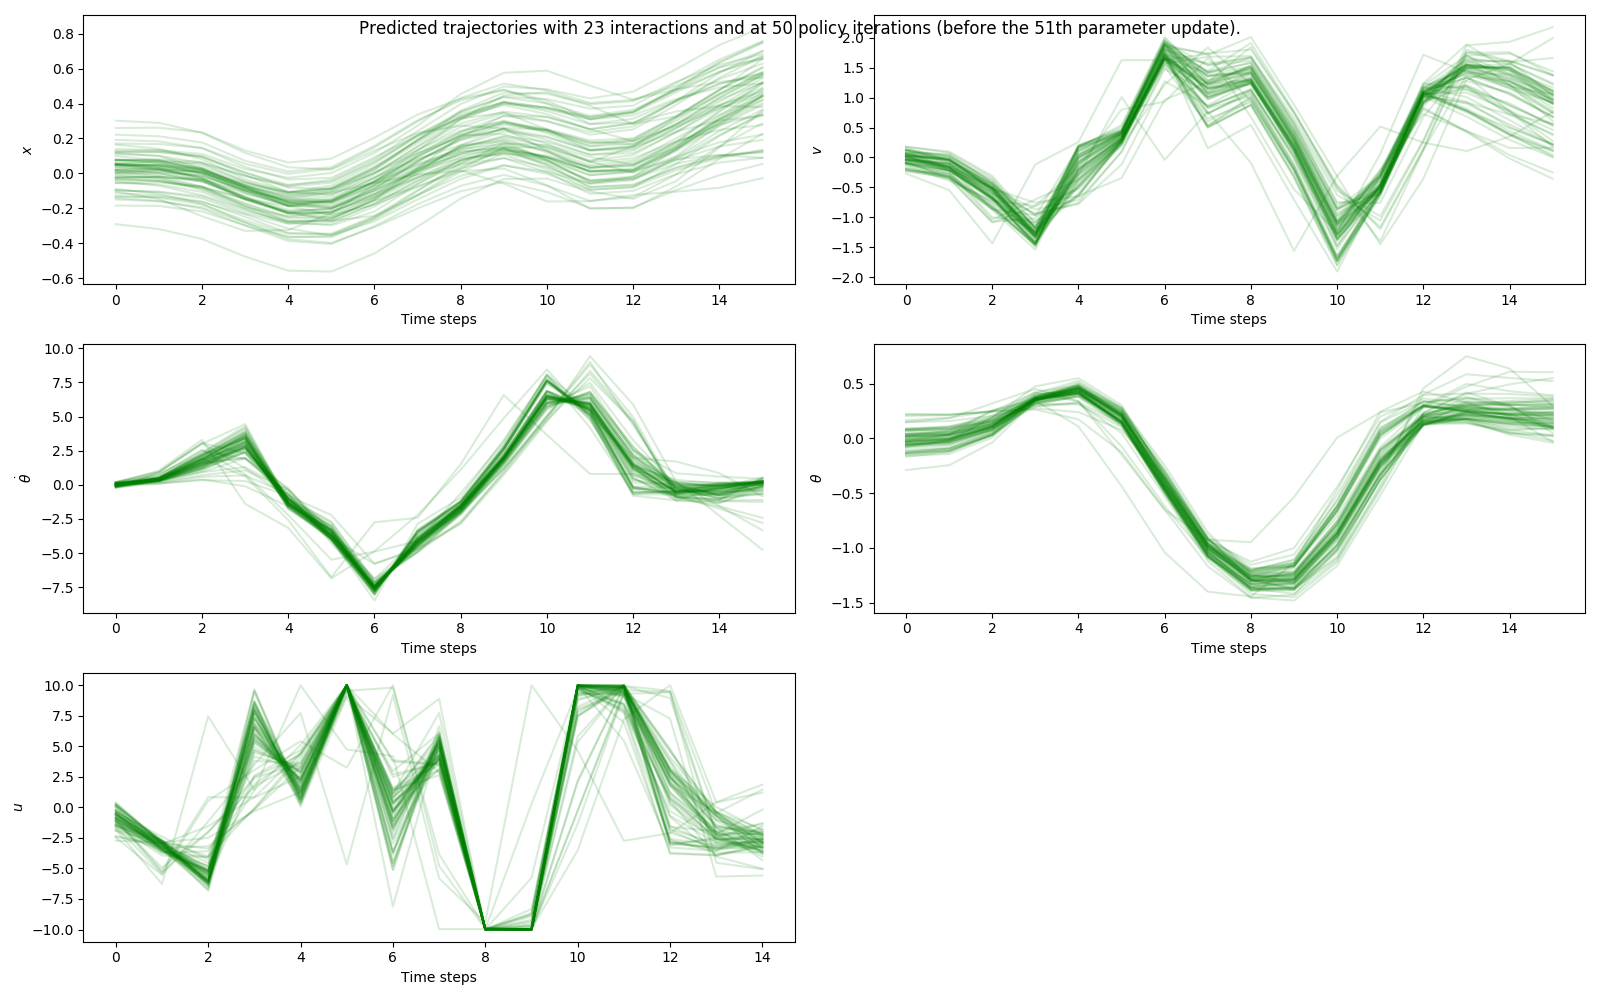 Predicted trajectories with 23 interactions and at 50 policy iterations (before the 51th parameter update).
0.8
0.6
0.4
0.2
0.0
−0.2
−0.4
−0.6
x
0 2 4 6 8 10 12 14
Time steps
2.0
1.5
1.0
0.5
0.0
−0.5
−1.0
−1.5
−2.0
v
0 2 4 6 8 10 12 14
Time steps
10.0
7.5
5.0
2.5
0.0
−2.5
−5.0
−7.5
θ̇
0 2 4 6 8 10 12 14
Time steps
0.5
0.0
−0.5
−1.0
−1.5
θ
0 2 4 6 8 10 12 14
Time steps
10.0
7.5
5.0
2.5
0.0
−2.5
−5.0
−7.5
−10.0
u
0 2 4 6 8 10 12 14
Time steps